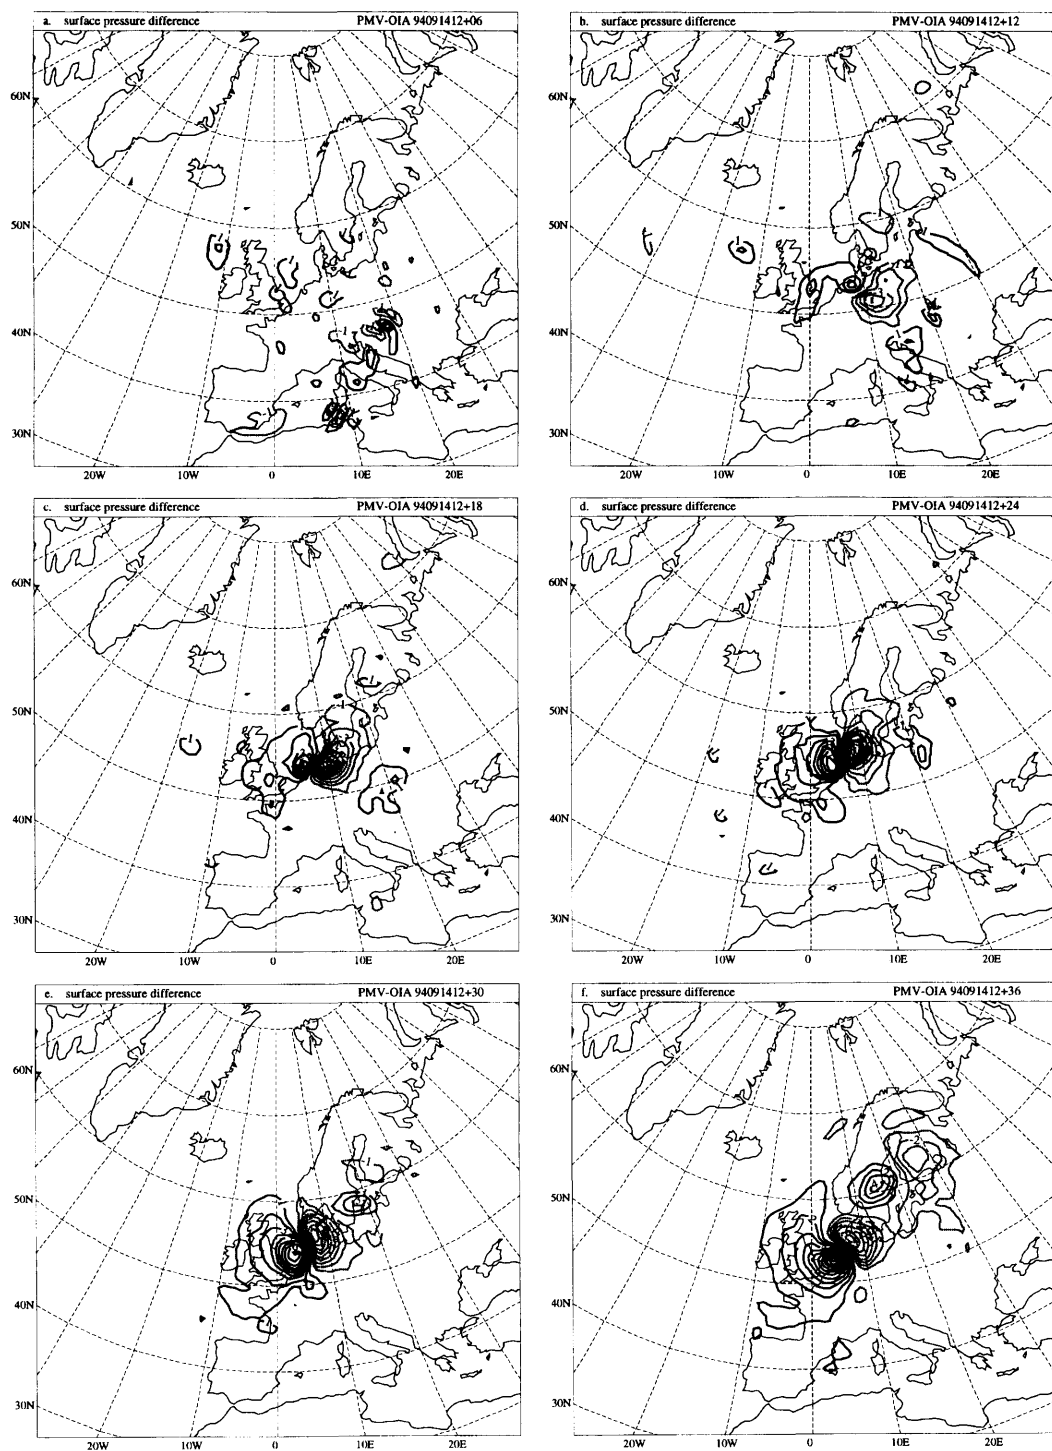 a. surface pressure difference PMV-OIA 94091412+06
60N
50N
40N
30N
20W 10W 0 10E 20E
b. surface pressure difference PMV-OIA 94091412+12
60N
50N
40N
30N
20W 10W 0 10E 20E
c. surface pressure difference PMV-OIA 94091412+18
60N
50N
40N
30N
20W 10W 0 10E 20E
d. surface pressure difference PMV-OIA 94091412+24
60N
50N
40N
30N
20W 10W 0 10E 20E
e. surface pressure difference PMV-OIA 94091412+30
60N
50N
40N
30N
20W 10W 0 10E 20E
f. surface pressure difference PMV-OIA 94091412+36
60N
50N
40N
30N
20W 10W 0 10E 20E